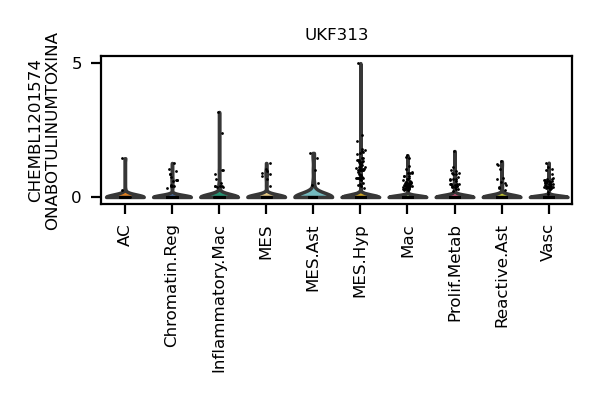 UKF313
CHEMBL1201574
ONABOTULINUMTOXINA
5
0
AC
Chromatin.Reg
Inflammatory.Mac
MES
MES.Ast
MES.Hyp
Mac
Prolif.Metab
Reactive.Ast
Vasc